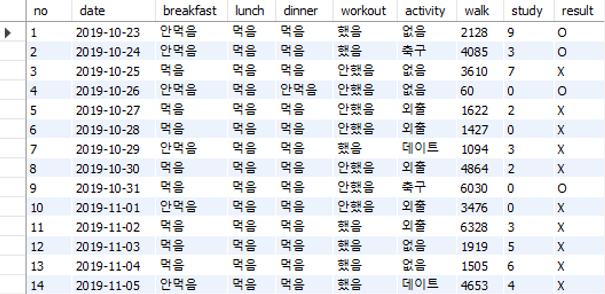 no date breakfast lunch dinner workout activity walk study result
1 2019-10-23 안먹음 먹음 먹음 했음 없음 2128 9 O
2 2019-10-24 안먹음 먹음 먹음 했음 축구 4085 3 O
3 2019-10-25 먹음 먹음 먹음 안했음 없음 3610 7 X
4 2019-10-26 안먹음 먹음 안먹음 안했음 없음 60 0 O
5 2019-10-27 먹음 먹음 먹음 안했음 외출 1622 2 X
6 2019-10-28 먹음 먹음 먹음 안했음 외출 1427 0 X
7 2019-10-29 안먹음 먹음 먹음 했음 데이트 1094 3 X
8 2019-10-30 먹음 먹음 먹음 안했음 외출 4864 2 X
9 2019-10-31 먹음 먹음 먹음 안했음 축구 6030 0 O
10 2019-11-01 안먹음 먹음 먹음 안했음 외출 3476 0 X
11 2019-11-02 먹음 먹음 먹음 했음 외출 6328 3 X
12 2019-11-03 먹음 먹음 먹음 했음 없음 1919 5 X
13 2019-11-04 먹음 먹음 먹음 했음 없음 1505 6 X
14 2019-11-05 안먹음 먹음 먹음 했음 데이트 4653 4 X